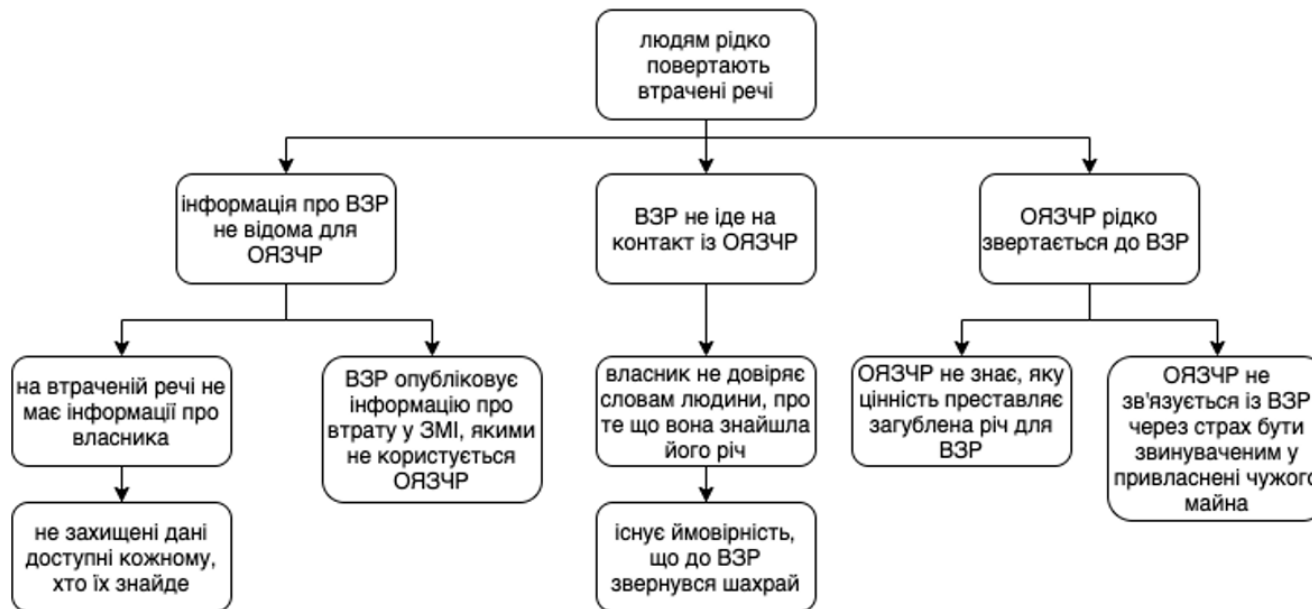 людям рідко
повертають
втрачені речі
інформація про ВЗР
не відома для
ОЯЗЧР
ВЗР не іде на
контакт із ОЯЗЧР
ОЯЗЧР рідко
звертається до ВЗР
на втраченій речі не
має інформації про
власника
ВЗР опубліковує
інформацію про
втрату у ЗМІ, якими
не користується
ОЯЗЧР
власник не довіряє
словам людини, про
те що вона знайшла
його річ
ОЯЗЧР не знає, яку
цінність преставляє
загублена річ для
ВЗР
ОЯЗЧР не
зв'язується із ВЗР
через страх бути
звинуваченим у
привласнені чужого
майна
не захищені дані
доступні кожному,
хто їх знайде
існує ймовірність,
що до ВЗР
звернувся шахрай